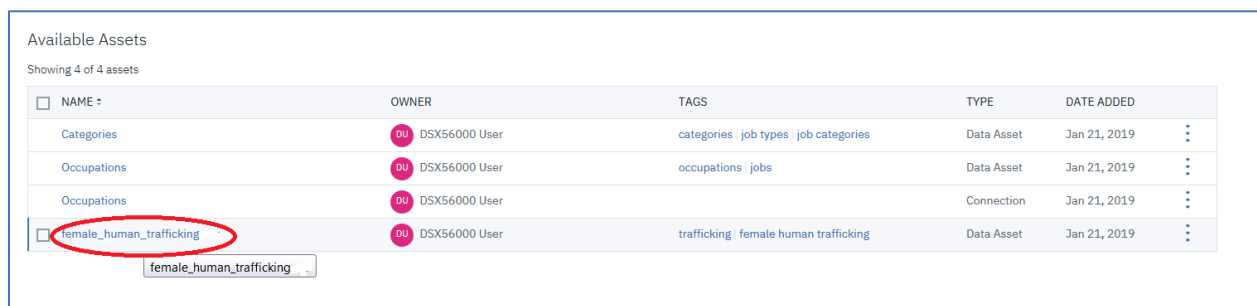 Available Assets
Showing 4 of 4 assets
NAME OWNER TAGS TYPE DATE ADDED
Categories DU DSX56000 User categories | job types | job categories Data Asset Jan 21, 2019
Occupations DU DSX56000 User occupations | jobs Data Asset Jan 21, 2019
Occupations DU DSX56000 User Connection Jan 21, 2019
female_human_trafficking DU DSX56000 User trafficking | female human trafficking Data Asset Jan 21, 2019
female_human_trafficking